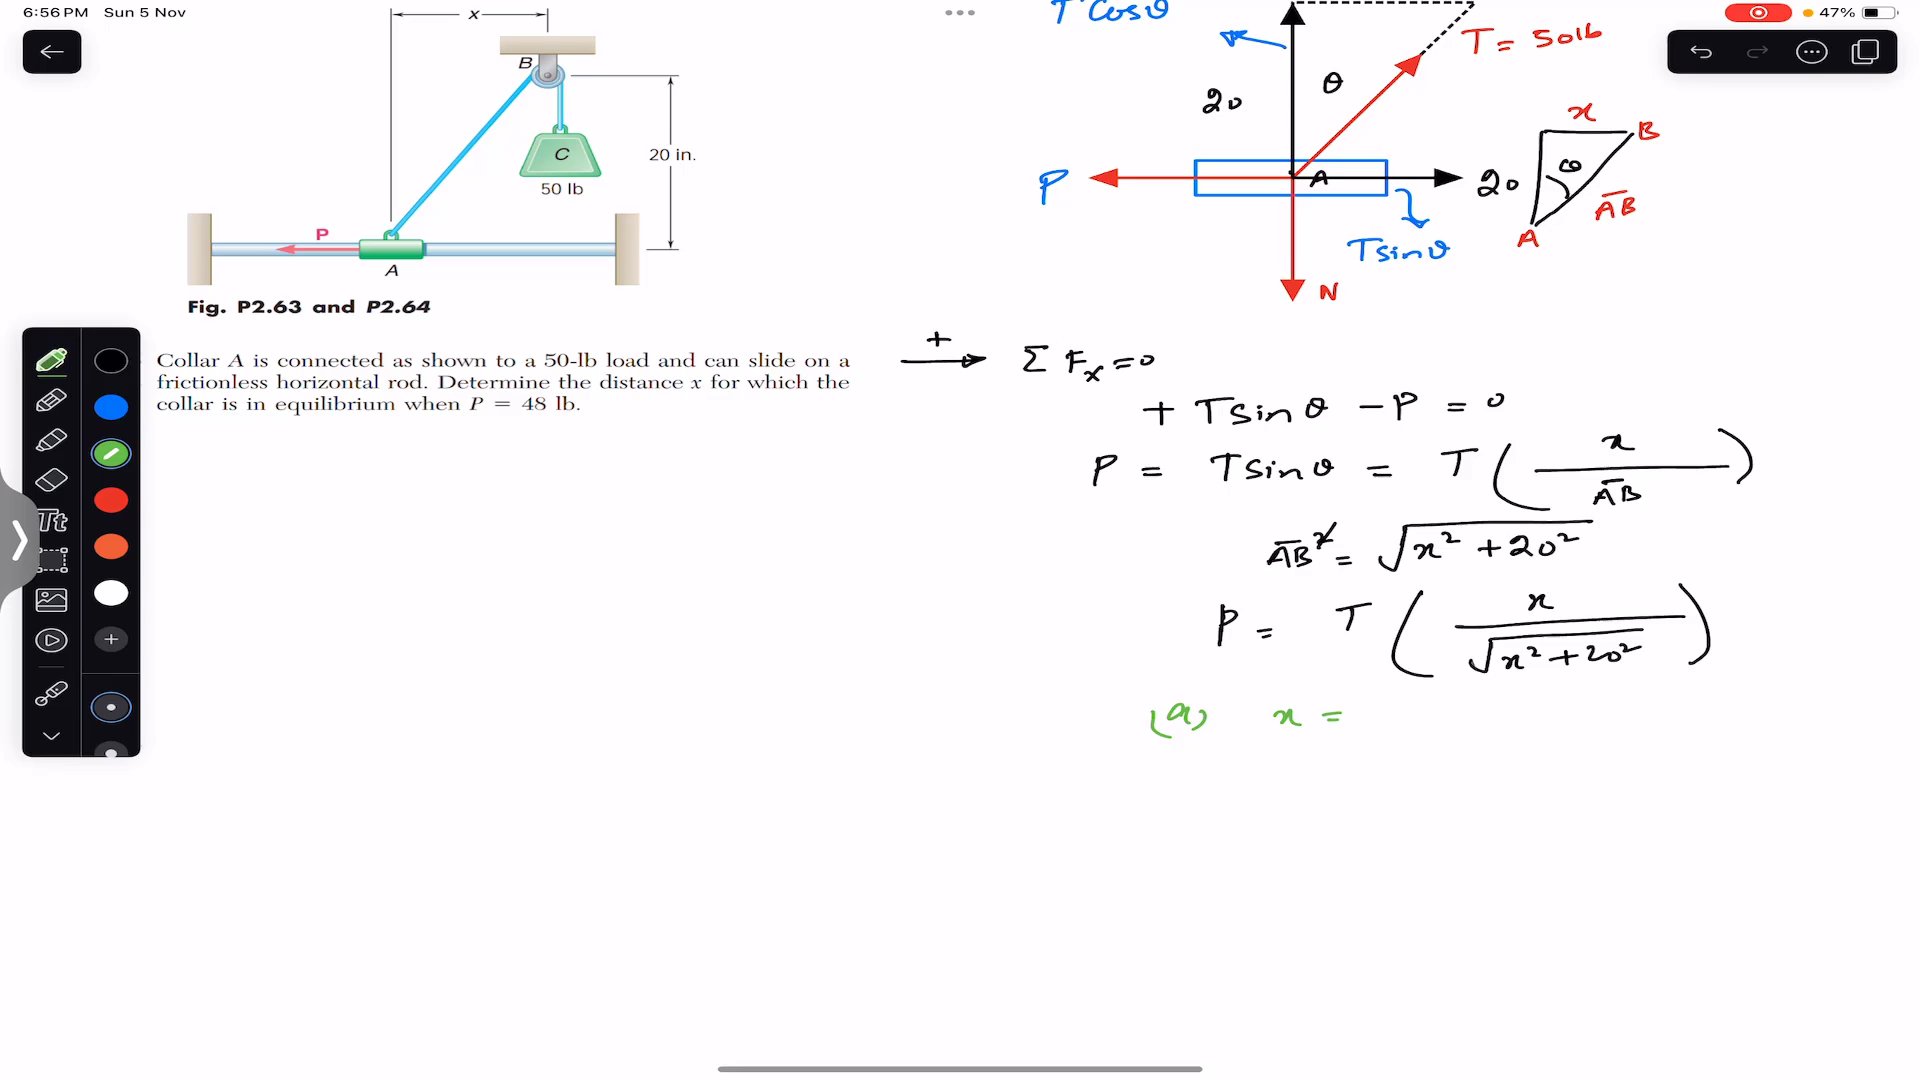 6:56 PM Sun 5 Nov
47%
x
B
C
50 lb
20 in.
P
A
Fig. P2.63 and P2.64
Collar A is connected as shown to a 50-lb load and can slide on a
frictionless horizontal rod. Determine the distance x for which the
collar is in equilibrium when P = 48 lb.
Tt
T cosθ
T = 50lb
20
θ
P
A
Tsinθ
N
x
B
20
θ
AB
A
+
Σ Fx = 0
+ Tsinθ - P = 0
P = Tsinθ = T ( x / AB )
AB² = √x² + 20²
P = T ( x / √x² + 20² )
(a) x =